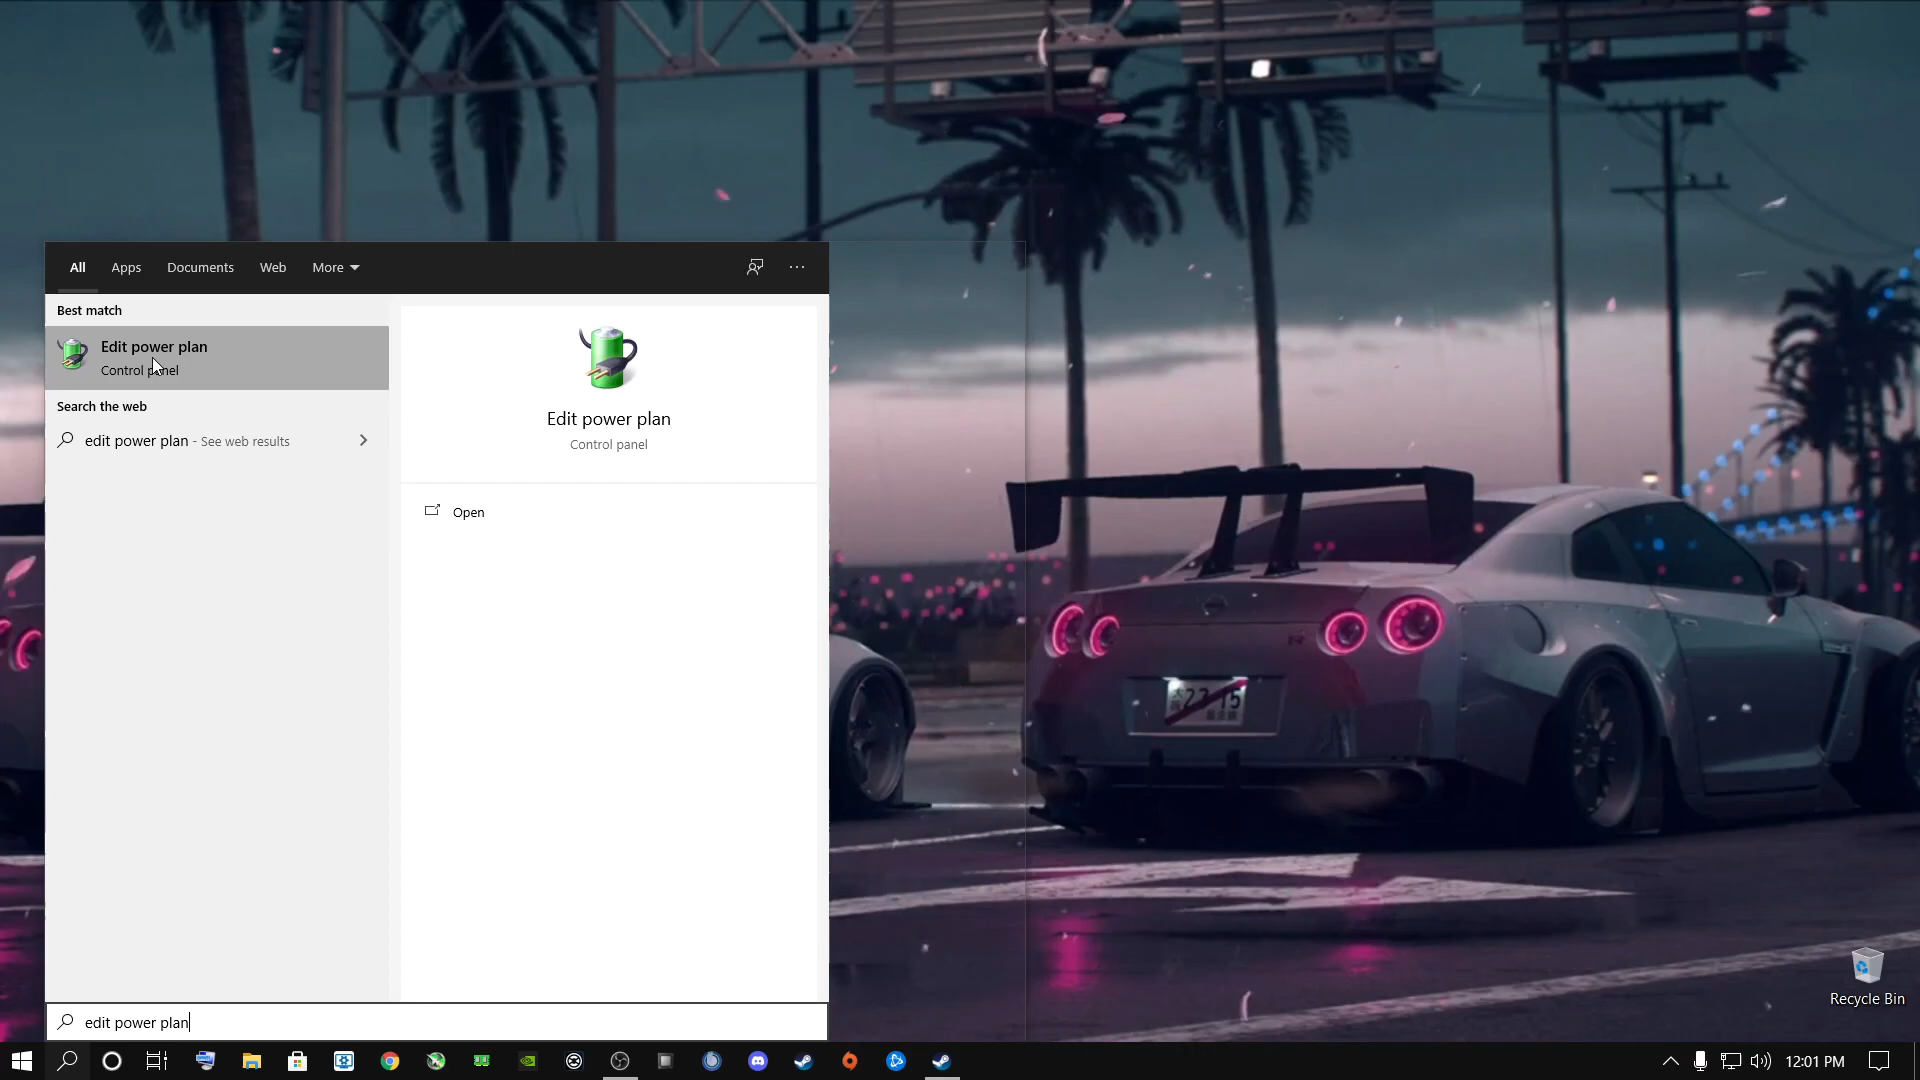 All Apps Documents Web More
Best match
Edit power plan
Control panel
Search the web
edit power plan - See web results
Edit power plan
Control panel
Open
edit power plan
Recycle Bin
12:01 PM